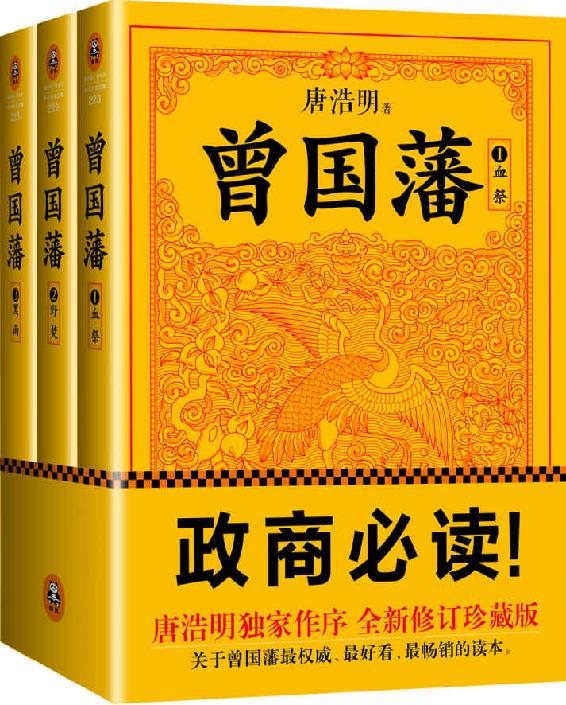 唐浩明 著
曾国藩
1 血祭
政商必读！
唐浩明独家作序 全新修订珍藏版
关于曾国藩最权威、最好看、最畅销的读本。
曾国藩
3 黑雨
曾国藩
2 野焚
曾国藩
1 血祭